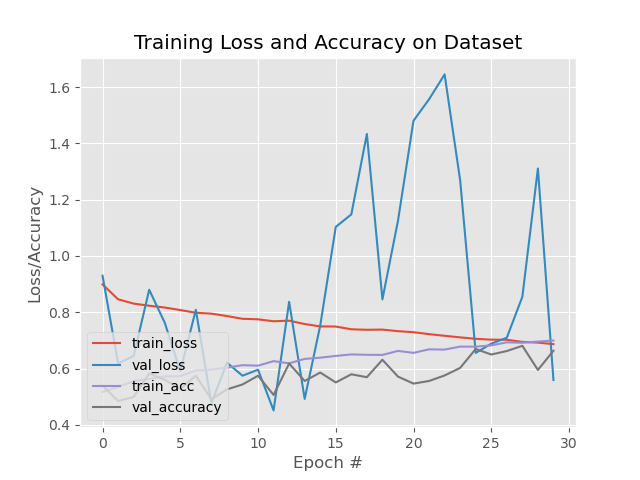 Training Loss and Accuracy on Dataset
Loss/Accuracy
1.6
1.4
1.2
1.0
0.8
0.6
0.4
train_loss
val_loss
train_acc
val_accuracy
0 5 10 15 20 25 30
Epoch #